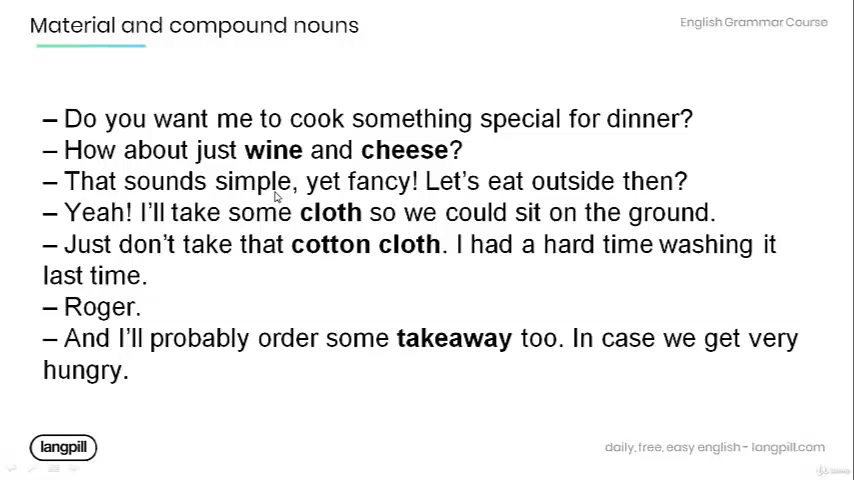 Material and compound nouns
English Grammar Course
– Do you want me to cook something special for dinner?
– How about just wine and cheese?
– That sounds simple, yet fancy! Let's eat outside then?
– Yeah! I'll take some cloth so we could sit on the ground.
– Just don't take that cotton cloth. I had a hard time washing it
last time.
– Roger.
– And I'll probably order some takeaway too. In case we get very
hungry.
langpill
daily, free, easy english - langpill.com